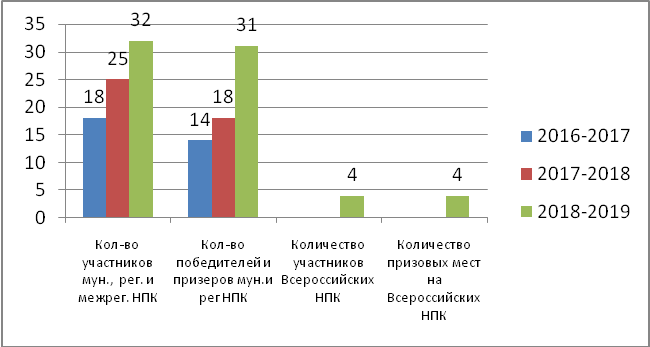 35
30
25
20
15
10
5
0
18
25
32
14
18
31
4
4
Кол-во
участников
мун., рег. и
межрег. НПК
Кол-во
победителей и
призеров мун.и
рег НПК
Количество
участников
Всероссийских
НПК
Количество
призовых мест
на
Всероссийских
НПК
2016-2017
2017-2018
2018-2019